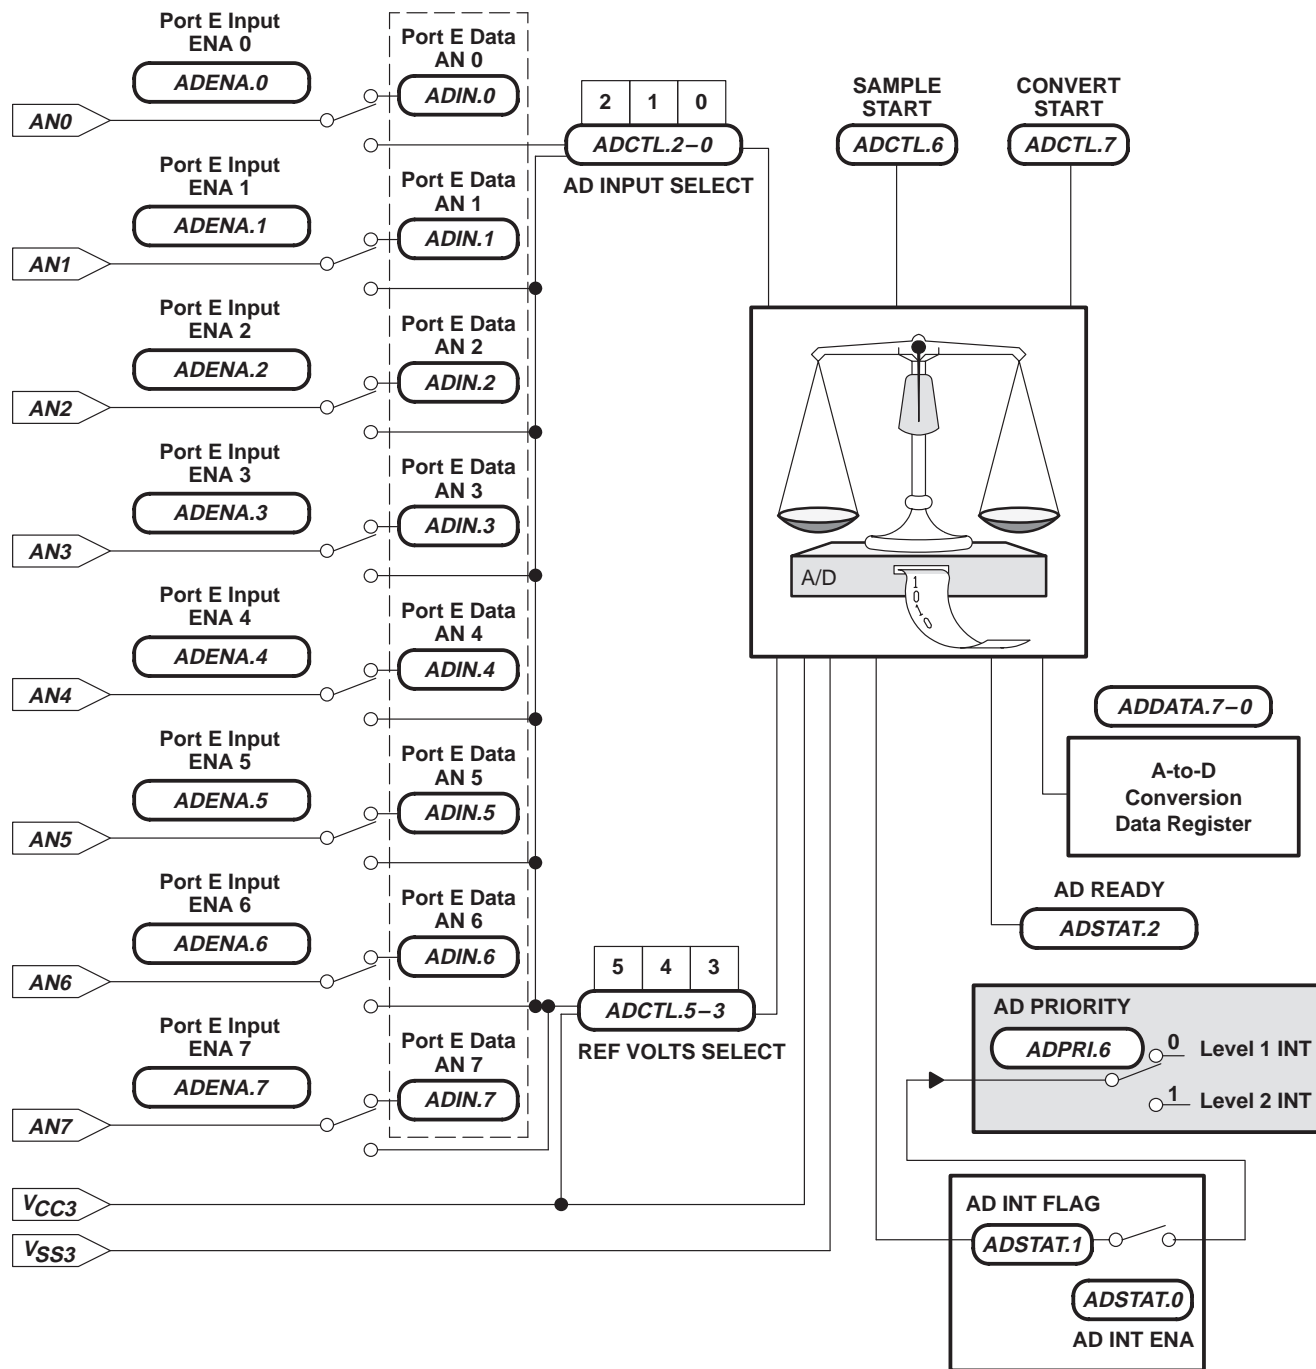 Port E Input
ENA 0
ADENA.0
AN0
Port E Data
AN 0
ADIN.0
Port E Input
ENA 1
ADENA.1
AN1
Port E Data
AN 1
ADIN.1
Port E Input
ENA 2
ADENA.2
AN2
Port E Data
AN 2
ADIN.2
Port E Input
ENA 3
ADENA.3
AN3
Port E Data
AN 3
ADIN.3
Port E Input
ENA 4
ADENA.4
AN4
Port E Data
AN 4
ADIN.4
Port E Input
ENA 5
ADENA.5
AN5
Port E Data
AN 5
ADIN.5
Port E Input
ENA 6
ADENA.6
AN6
Port E Data
AN 6
ADIN.6
Port E Input
ENA 7
ADENA.7
AN7
Port E Data
AN 7
ADIN.7
VCC3
VSS3
2 1 0
ADCTL.2–0
AD INPUT SELECT
5 4 3
ADCTL.5–3
REF VOLTS SELECT
SAMPLE
START
ADCTL.6
CONVERT
START
ADCTL.7
A/D
1
0
1
0
ADDATA.7–0
A-to-D
Conversion
Data Register
AD READY
ADSTAT.2
AD PRIORITY
ADPRI.6
0 Level 1 INT
1 Level 2 INT
AD INT FLAG
ADSTAT.1
ADSTAT.0
AD INT ENA